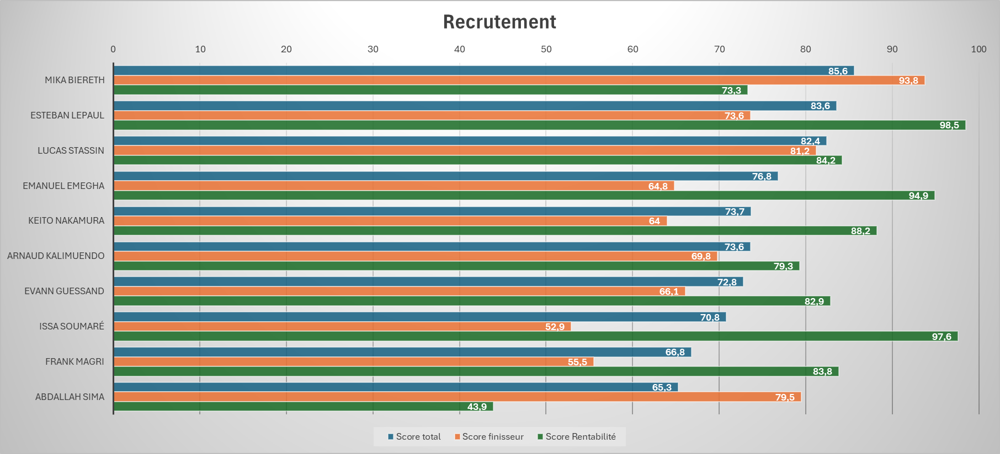 Recrutement
0 10 20 30 40 50 60 70 80 90 100
MIKA BIERETH
85,6
93,8
73,3
ESTEBAN LEPAUL
83,6
73,6
98,5
LUCAS STASSIN
82,4
81,2
84,2
EMANUEL EMEGHA
76,8
64,8
94,9
KEITO NAKAMURA
73,7
64
88,2
ARNAUD KALIMUENDO
73,6
69,8
79,3
EVANN GUESSAND
72,8
66,1
82,9
ISSA SOUMARÉ
70,8
52,9
97,6
FRANK MAGRI
66,8
55,5
83,8
ABDALLAH SIMA
65,3
79,5
43,9
Score total Score finisseur Score Rentabilité